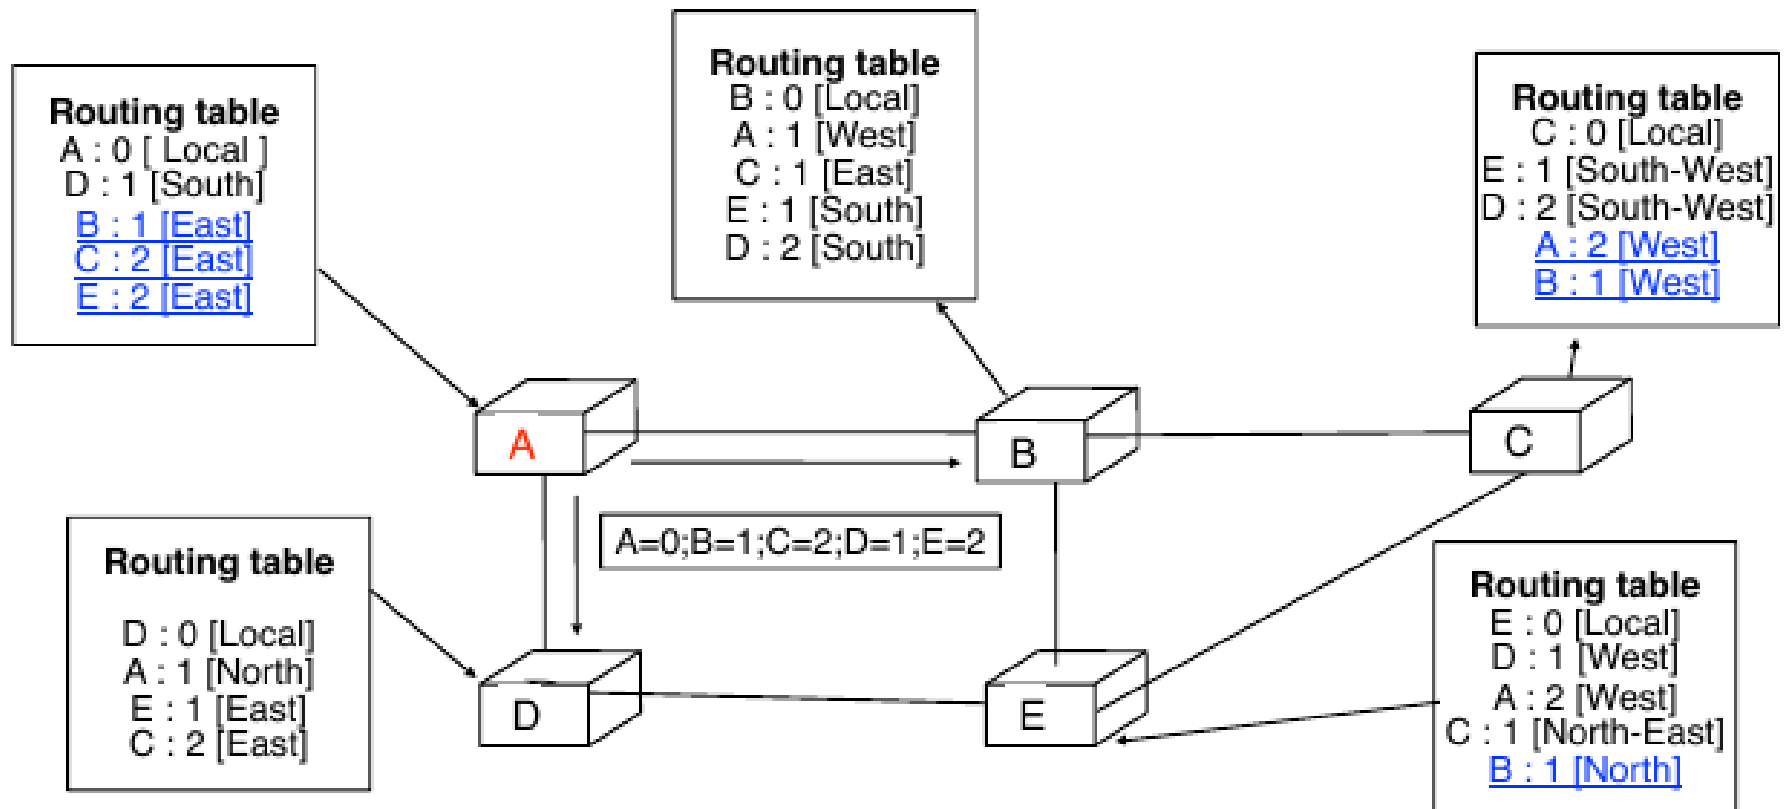 Routing table
A : 0 [ Local ]
D : 1 [South]
B : 1 [East]
C : 2 [East]
E : 2 [East]
Routing table
B : 0 [Local]
A : 1 [West]
C : 1 [East]
E : 1 [South]
D : 2 [South]
Routing table
C : 0 [Local]
E : 1 [South-West]
D : 2 [South-West]
A : 2 [West]
B : 1 [West]
A
B
C
A=0;B=1;C=2;D=1;E=2
Routing table
D : 0 [Local]
A : 1 [North]
E : 1 [East]
C : 2 [East]
D
E
Routing table
E : 0 [Local]
D : 1 [West]
A : 2 [West]
C : 1 [North-East]
B : 1 [North]